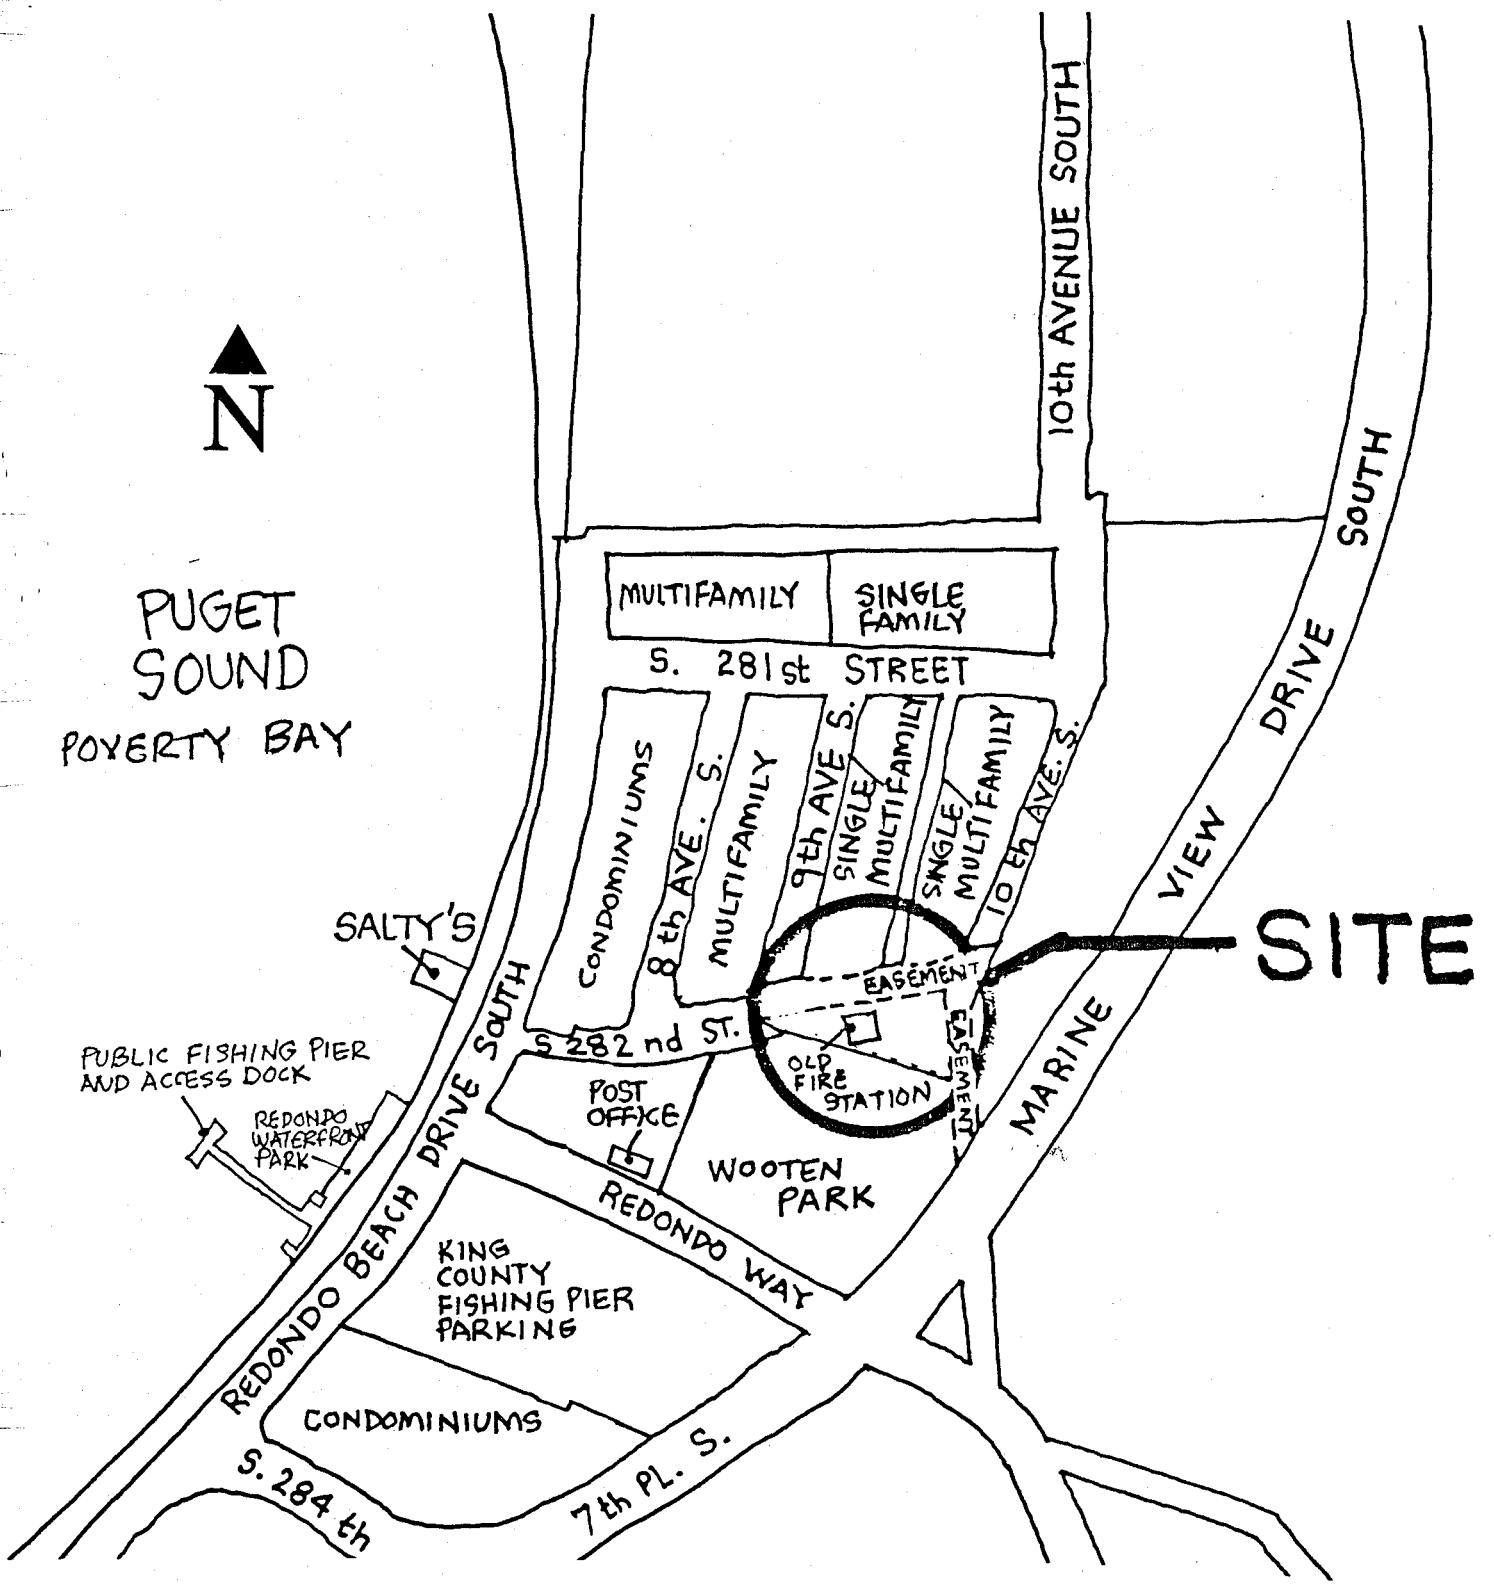 10th AVENUE SOUTH
N
PUGET
SOUND
POVERTY BAY
MARINE VIEW DRIVE SOUTH
MULTIFAMILY
SINGLE
FAMILY
S. 281st STREET
CONDOMINIUMS
8th AVE. S.
MULTIFAMILY
9th AVE S.
SINGLE
MULTIFAMILY
SINGLE
MULTIFAMILY
10th AVE. S.
SALTY'S
SITE
EASEMENT
EASEMENT
S 282nd ST.
OLD
FIRE
STATION
PUBLIC FISHING PIER
AND ACCESS DOCK
REDONDO
WATERFRONT
PARK
POST
OFFICE
WOOTEN
PARK
REDONDO WAY
REDONDO BEACH DRIVE SOUTH
KING
COUNTY
FISHING PIER
PARKING
CONDOMINIUMS
S. 284th
7th PL. S.